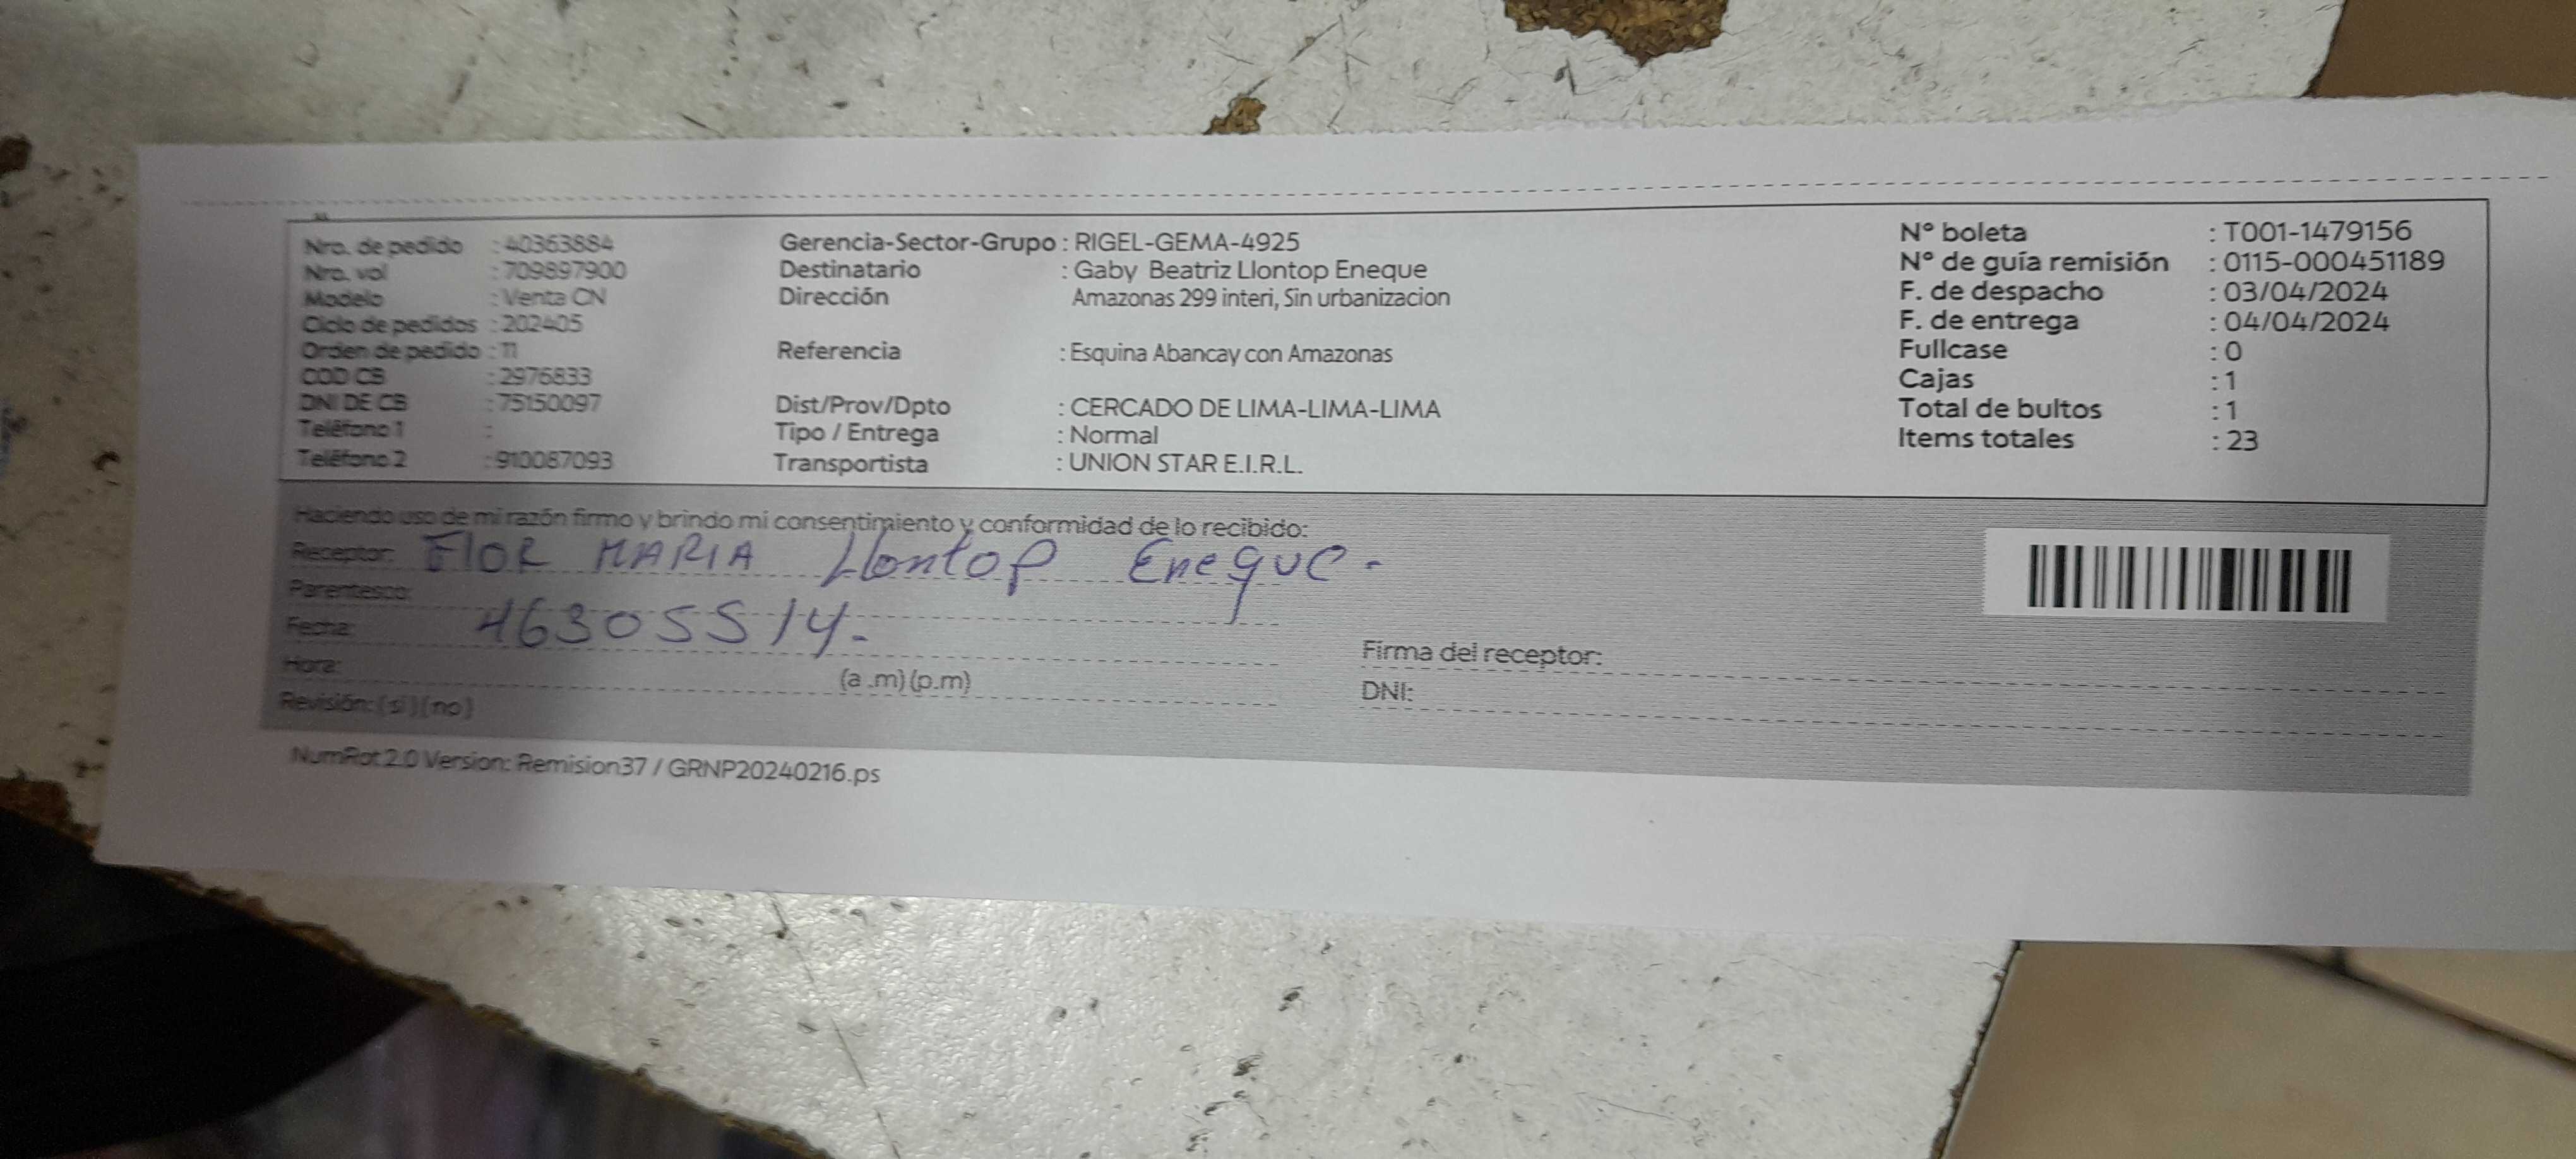 Nro. de pedido : 40363884
Nro. vol : 709897900
Modelo : Venta CN
Ciclo de pedidos : 202405
Orden de pedido : 11
COD CB : 2976833
DNI DE CB : 75150097
Teléfono 1 :
Teléfono 2 : 910087093
Gerencia-Sector-Grupo : RIGEL-GEMA-4925
Destinatario : Gaby Beatriz Llontop Eneque
Dirección Amazonas 299 interi, Sin urbanizacion
Referencia : Esquina Abancay con Amazonas
Dist/Prov/Dpto : CERCADO DE LIMA-LIMA-LIMA
Tipo / Entrega : Normal
Transportista : UNION STAR E.I.R.L.
N° boleta : T001-1479156
N° de guía remisión : 0115-000451189
F. de despacho : 03/04/2024
F. de entrega : 04/04/2024
Fullcase : 0
Cajas : 1
Total de bultos : 1
Items totales : 23
Haciendo uso de mi razón firmo y brindo mi consentimiento y conformidad de lo recibido:
Receptor: FloR MARIA Llontop Eneque.
Parentesco:
Fecha: 46305514.
Hora: (a .m) (p.m)
Revisión: (si) (no)
Firma del receptor:
DNI:
NumRot 2.0 Version: Remision37 / GRNP20240216.ps